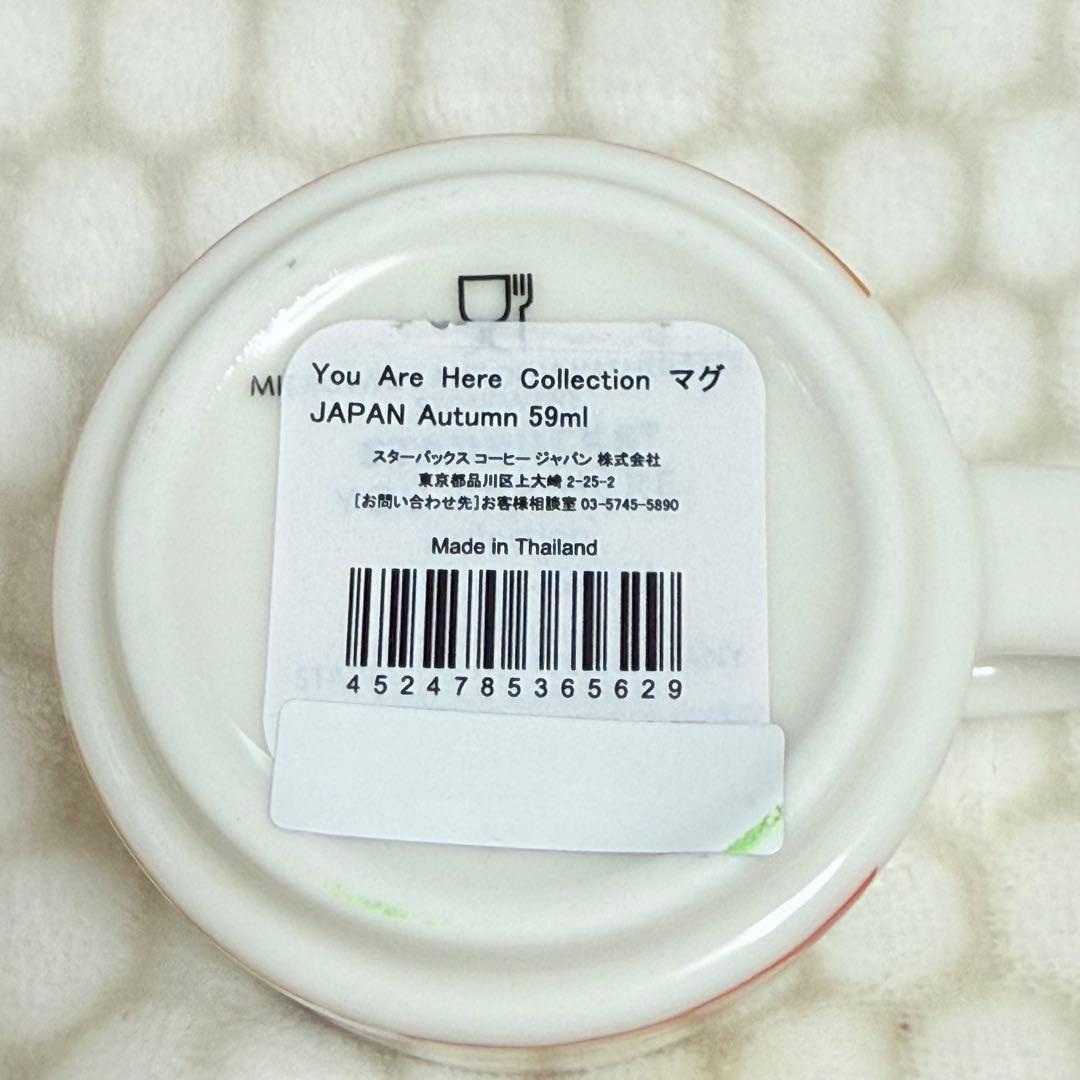 You Are Here Collection マグ
JAPAN Autumn 59ml
スターバックス コーヒー ジャパン 株式会社
東京都品川区上大崎 2-25-2
[お問い合わせ先]お客様相談室 03-5745-5890
Made in Thailand
4524785365629